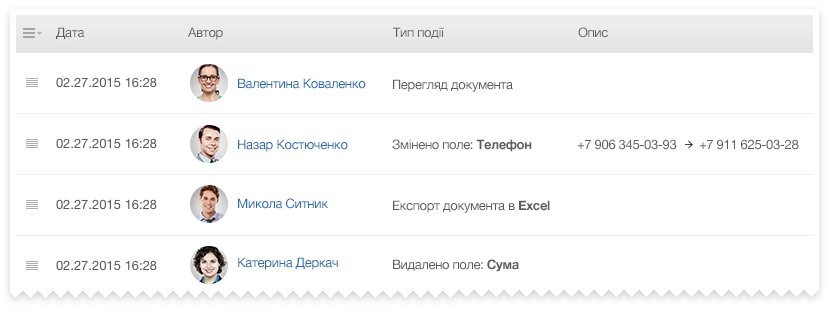 Дата Автор Тип події Опис
02.27.2015 16:28 Валентина Коваленко Перегляд документа
02.27.2015 16:28 Назар Костюченко Змінено поле: Телефон +7 906 345-03-93 → +7 911 625-03-28
02.27.2015 16:28 Микола Ситник Експорт документа в Excel
02.27.2015 16:28 Катерина Деркач Видалено поле: Сума